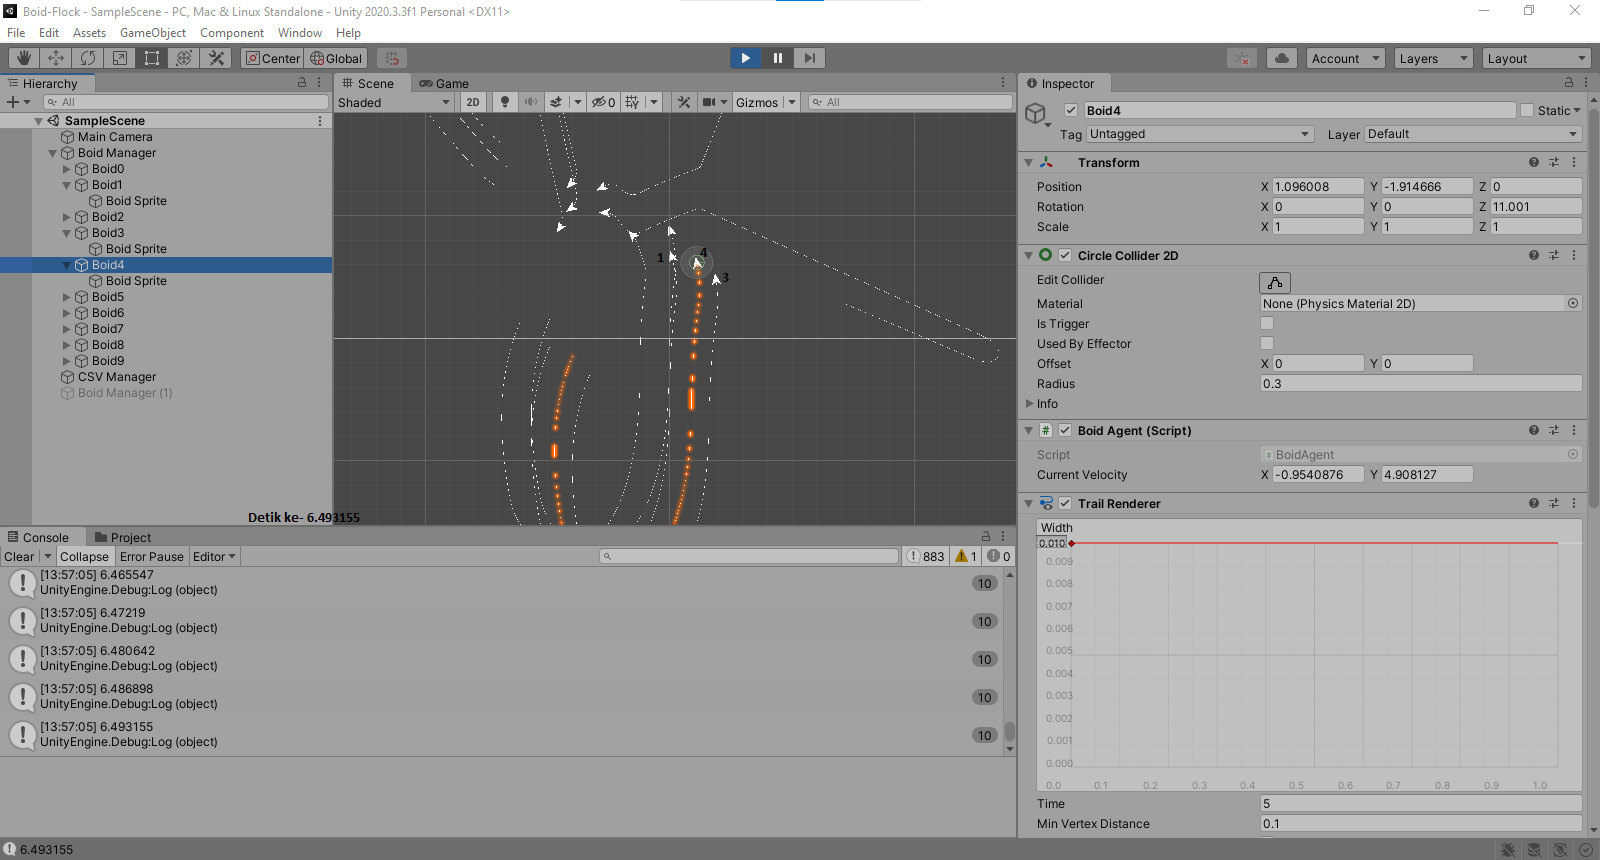 Boid-Flock - SampleScene - PC, Mac & Linux Standalone - Unity 2020.3.3f1 Personal <DX11>
File Edit Assets GameObject Component Window Help
Center Global Account Layers Layout
Hierarchy
All
SampleScene
Main Camera
Boid Manager
Boid0
Boid1
Boid Sprite
Boid2
Boid3
Boid Sprite
Boid4
Boid Sprite
Boid5
Boid6
Boid7
Boid8
Boid9
CSV Manager
Boid Manager (1)
Scene Game
Shaded 2D 0 Gizmos All
1
4
3
Detik ke- 6.493155
Inspector
Boid4 Static
Tag Untagged Layer Default
Transform
Position X 1.096008 Y -1.914666 Z 0
Rotation X 0 Y 0 Z 11.001
Scale X 1 Y 1 Z 1
Circle Collider 2D
Edit Collider
Material None (Physics Material 2D)
Is Trigger
Used By Effector
Offset X 0 Y 0
Radius 0.3
Info
# Boid Agent (Script)
Script # BoidAgent
Current Velocity X -0.9540876 Y 4.908127
Trail Renderer
Width
0.010
0.009
0.008
0.007
0.006
0.005
0.004
0.003
0.002
0.001
0.000
0.0 0.1 0.2 0.3 0.4 0.5 0.6 0.7 0.8 0.9 1.0
Time 5
Min Vertex Distance 0.1
Console Project
Clear Collapse Error Pause Editor 883 1 0
[13:57:05] 6.465547
UnityEngine.Debug:Log (object) 10
[13:57:05] 6.47219
UnityEngine.Debug:Log (object) 10
[13:57:05] 6.480642
UnityEngine.Debug:Log (object) 10
[13:57:05] 6.486898
UnityEngine.Debug:Log (object) 10
[13:57:05] 6.493155
UnityEngine.Debug:Log (object) 10
6.493155